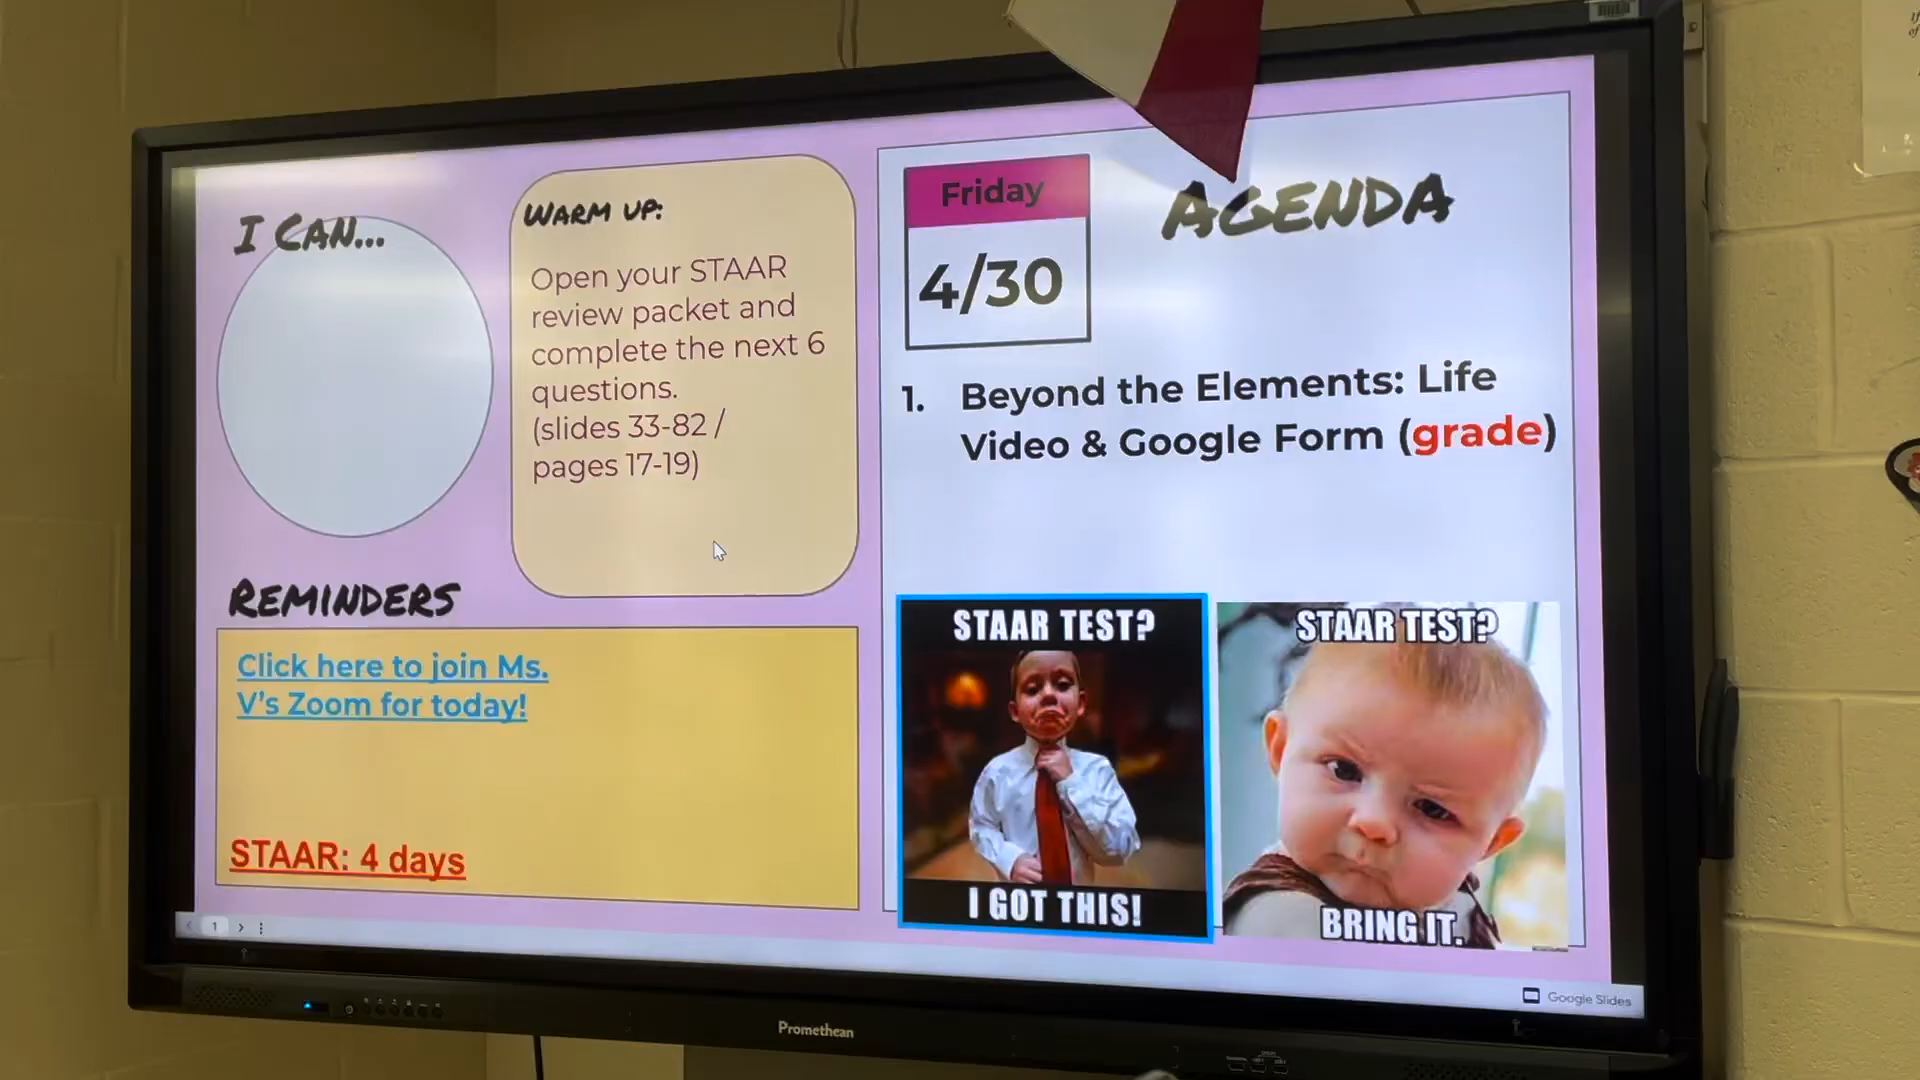 I CAN...
WARM UP:
Open your STAAR
review packet and
complete the next 6
questions.
(slides 33-82 /
pages 17-19)
REMINDERS
Click here to join Ms.
V's Zoom for today!
STAAR: 4 days
Friday
4/30
AGENDA
1. Beyond the Elements: Life
Video & Google Form (grade)
STAAR TEST?
I GOT THIS!
STAAR TEST?
BRING IT.
1
Google Slides
Promethean